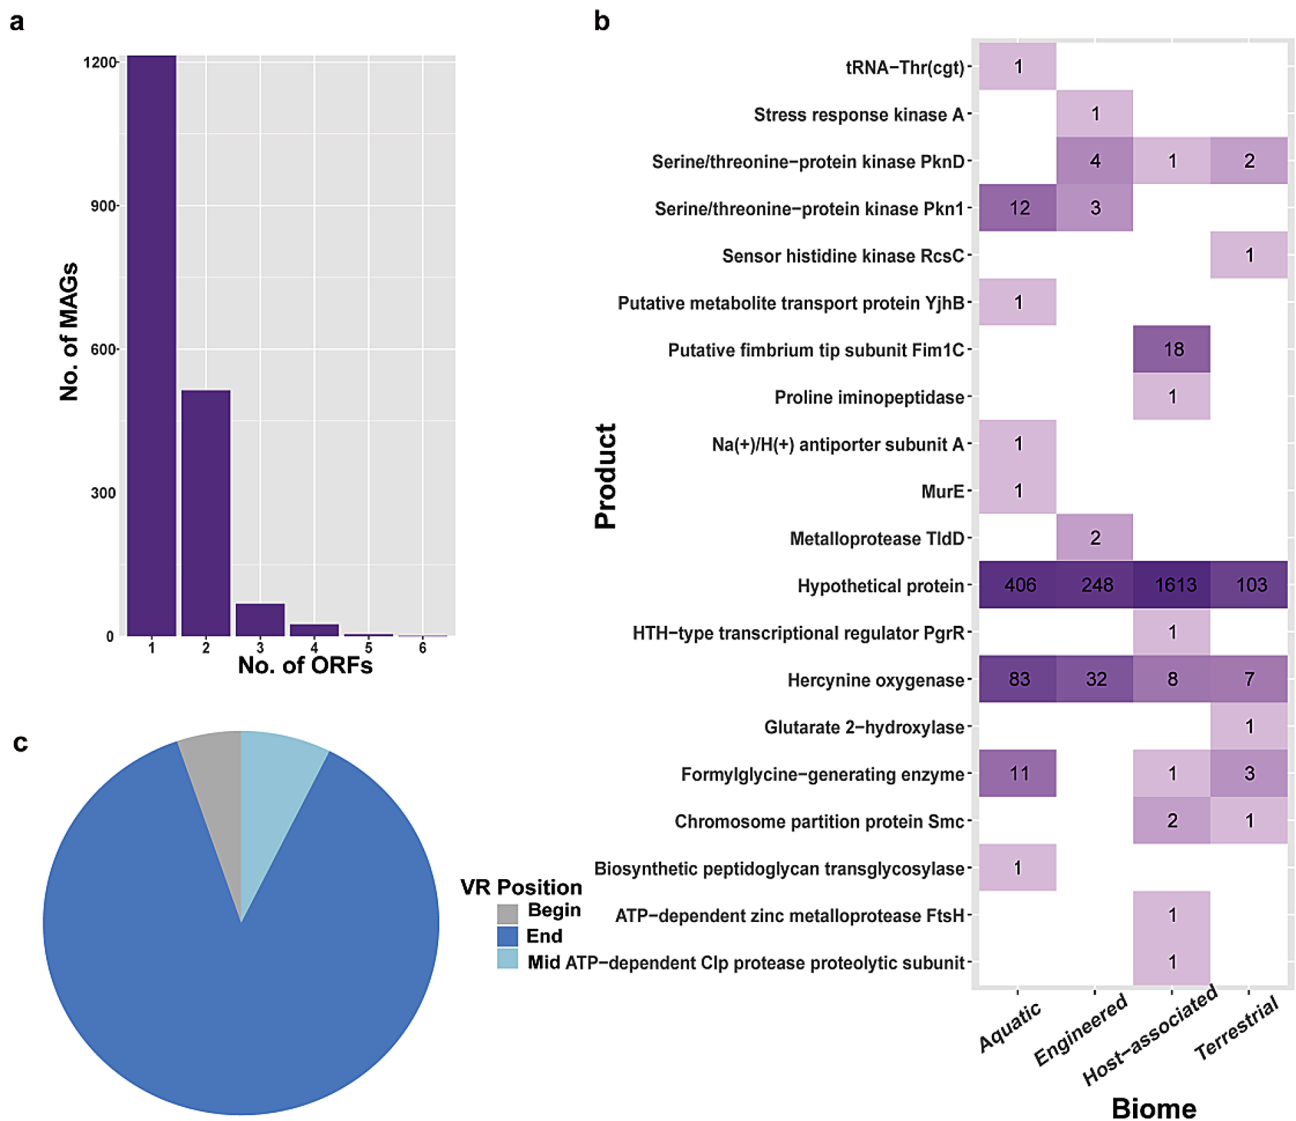 a
1200
900
600
300
0
No. of MAGs
1 2 3 4 5 6
No. of ORFs
b
Product
tRNA−Thr(cgt) 1
Stress response kinase A 1
Serine/threonine−protein kinase PknD 4 1 2
Serine/threonine−protein kinase Pkn1 12 3
Sensor histidine kinase RcsC 1
Putative metabolite transport protein YjhB 1
Putative fimbrium tip subunit Fim1C 18
Proline iminopeptidase 1
Na(+)/H(+) antiporter subunit A 1
MurE 1
Metalloprotease TldD 2
Hypothetical protein 406 248 1613 103
HTH−type transcriptional regulator PgrR 1
Hercynine oxygenase 83 32 8 7
Glutarate 2−hydroxylase 1
Formylglycine−generating enzyme 11 1 3
Chromosome partition protein Smc 2 1
Biosynthetic peptidoglycan transglycosylase 1
ATP−dependent zinc metalloprotease FtsH 1
ATP−dependent Clp protease proteolytic subunit 1
Aquatic Engineered Host−associated Terrestrial
Biome
c
VR Position
Begin
End
Mid